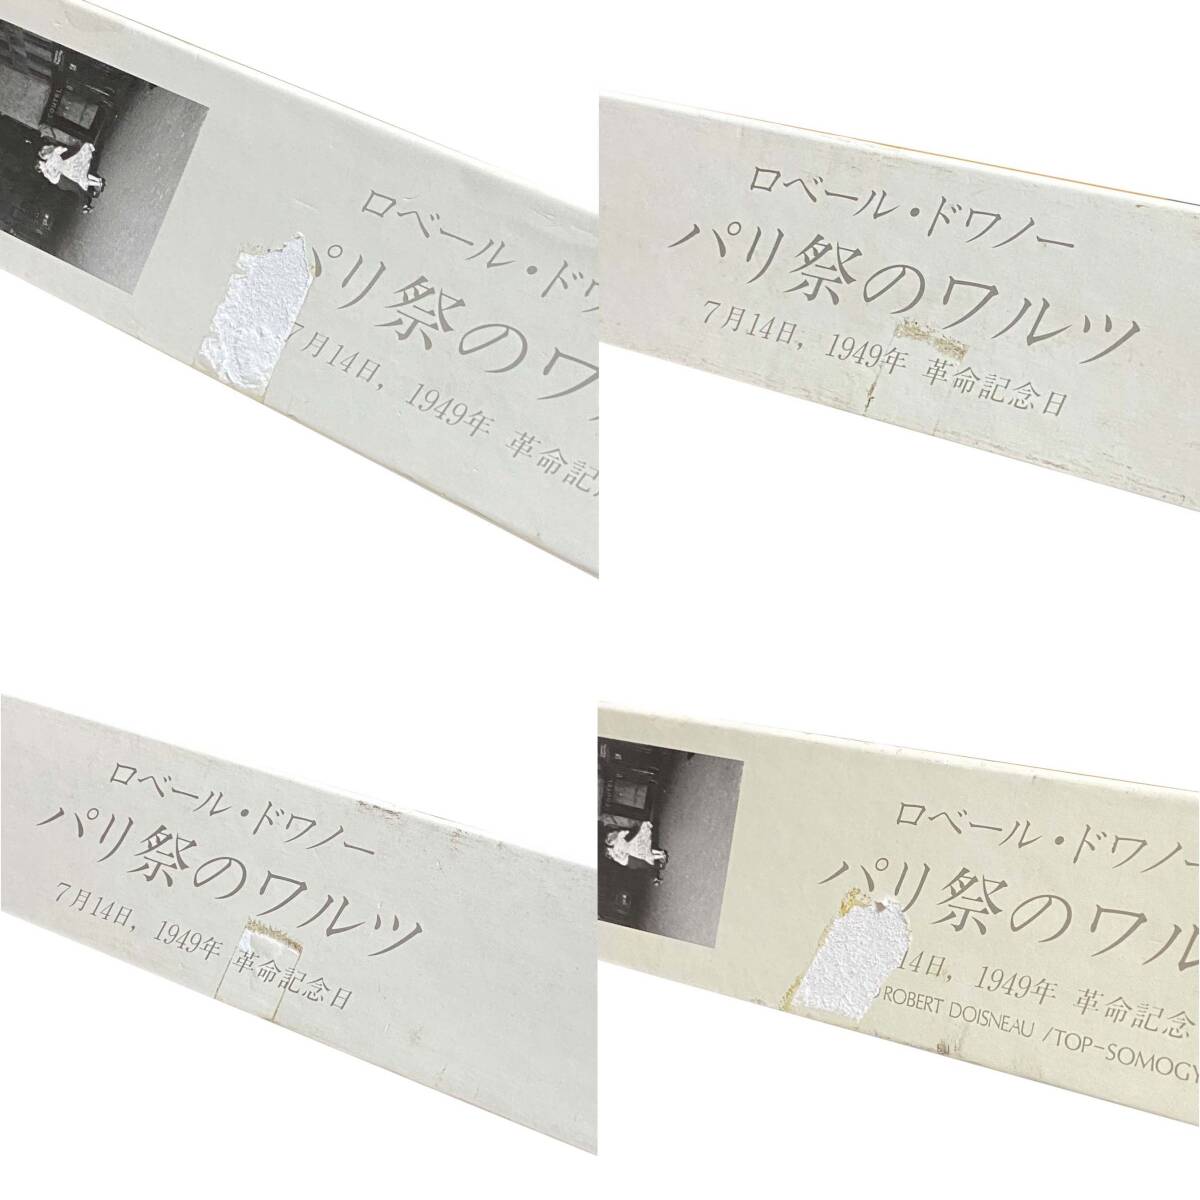 ロベール・ドワ
パリ祭のワル
7月14日, 1949年 革命記
ロベール・ドワノー
パリ祭のワルツ
7月14日, 1949年 革命記念日
ロベール・ドワノー
パリ祭のワルツ
7月14日, 1949年 革命記念日
ロベール・ドワノー
パリ祭のワル
14日, 1949年 革命記念
ROBERT DOISNEAU /TOP-SOMOGY